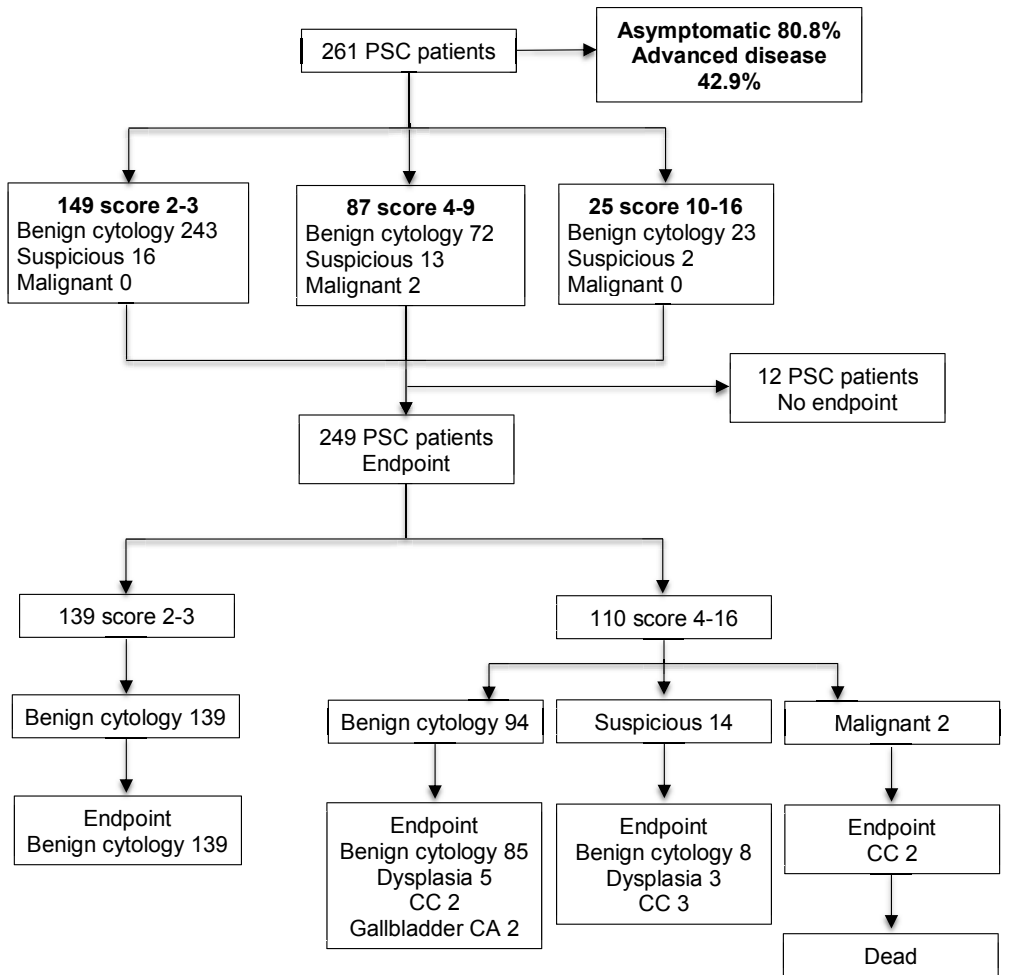 261 PSC patients
Asymptomatic 80.8%
Advanced disease
42.9%
149 score 2-3
Benign cytology 243
Suspicious 16
Malignant 0
87 score 4-9
Benign cytology 72
Suspicious 13
Malignant 2
25 score 10-16
Benign cytology 23
Suspicious 2
Malignant 0
12 PSC patients
No endpoint
249 PSC patients
Endpoint
139 score 2-3
110 score 4-16
Benign cytology 139
Benign cytology 94
Suspicious 14
Malignant 2
Endpoint
Benign cytology 139
Endpoint
Benign cytology 85
Dysplasia 5
CC 2
Gallbladder CA 2
Endpoint
Benign cytology 8
Dysplasia 3
CC 3
Endpoint
CC 2
Dead